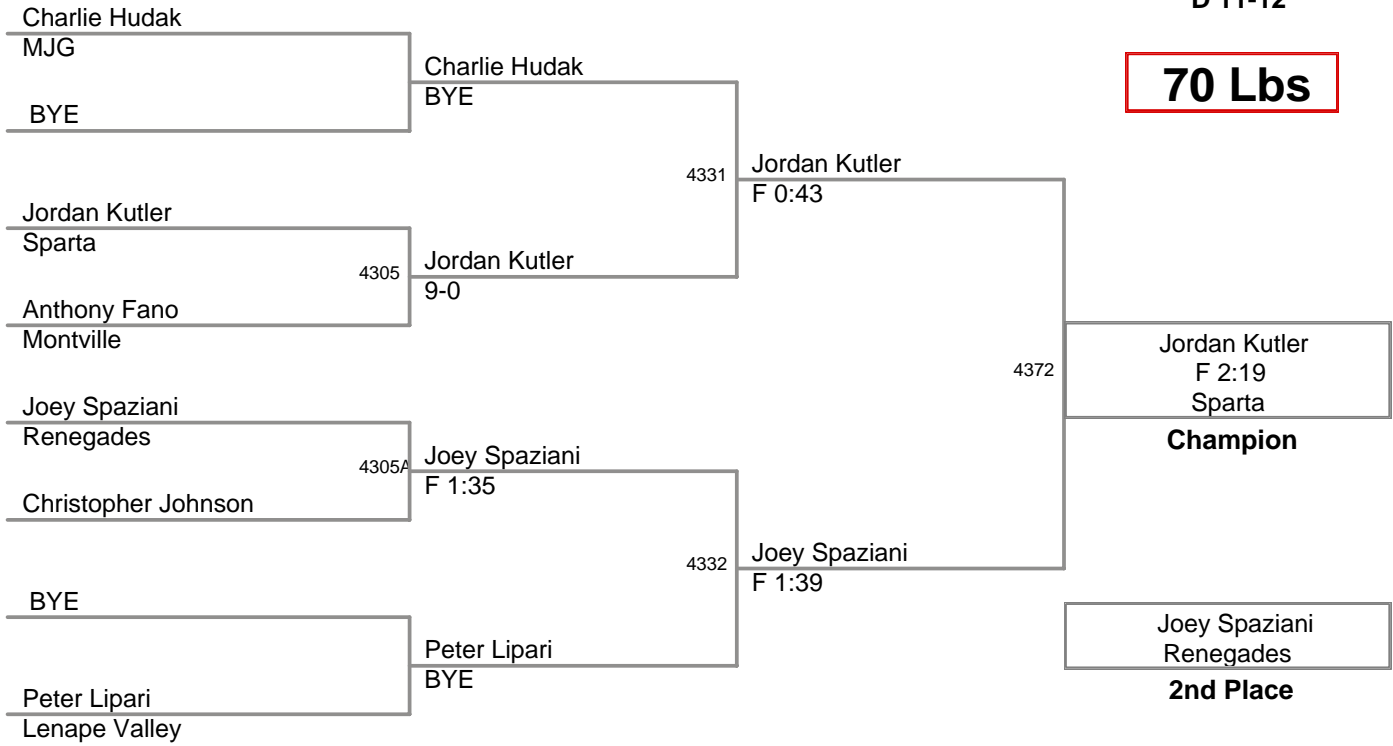 D 11-12
70 Lbs
Charlie Hudak
MJG
BYE
Jordan Kutler
Sparta
Anthony Fano
Montville
Joey Spaziani
Renegades
Christopher Johnson
BYE
Peter Lipari
Lenape Valley
Charlie Hudak
BYE
4305
Jordan Kutler
9-0
4305A
Joey Spaziani
F 1:35
Peter Lipari
BYE
4331
Jordan Kutler
F 0:43
4332
Joey Spaziani
F 1:39
4372
Jordan Kutler
F 2:19
Sparta
Champion
Joey Spaziani
Renegades
2nd Place